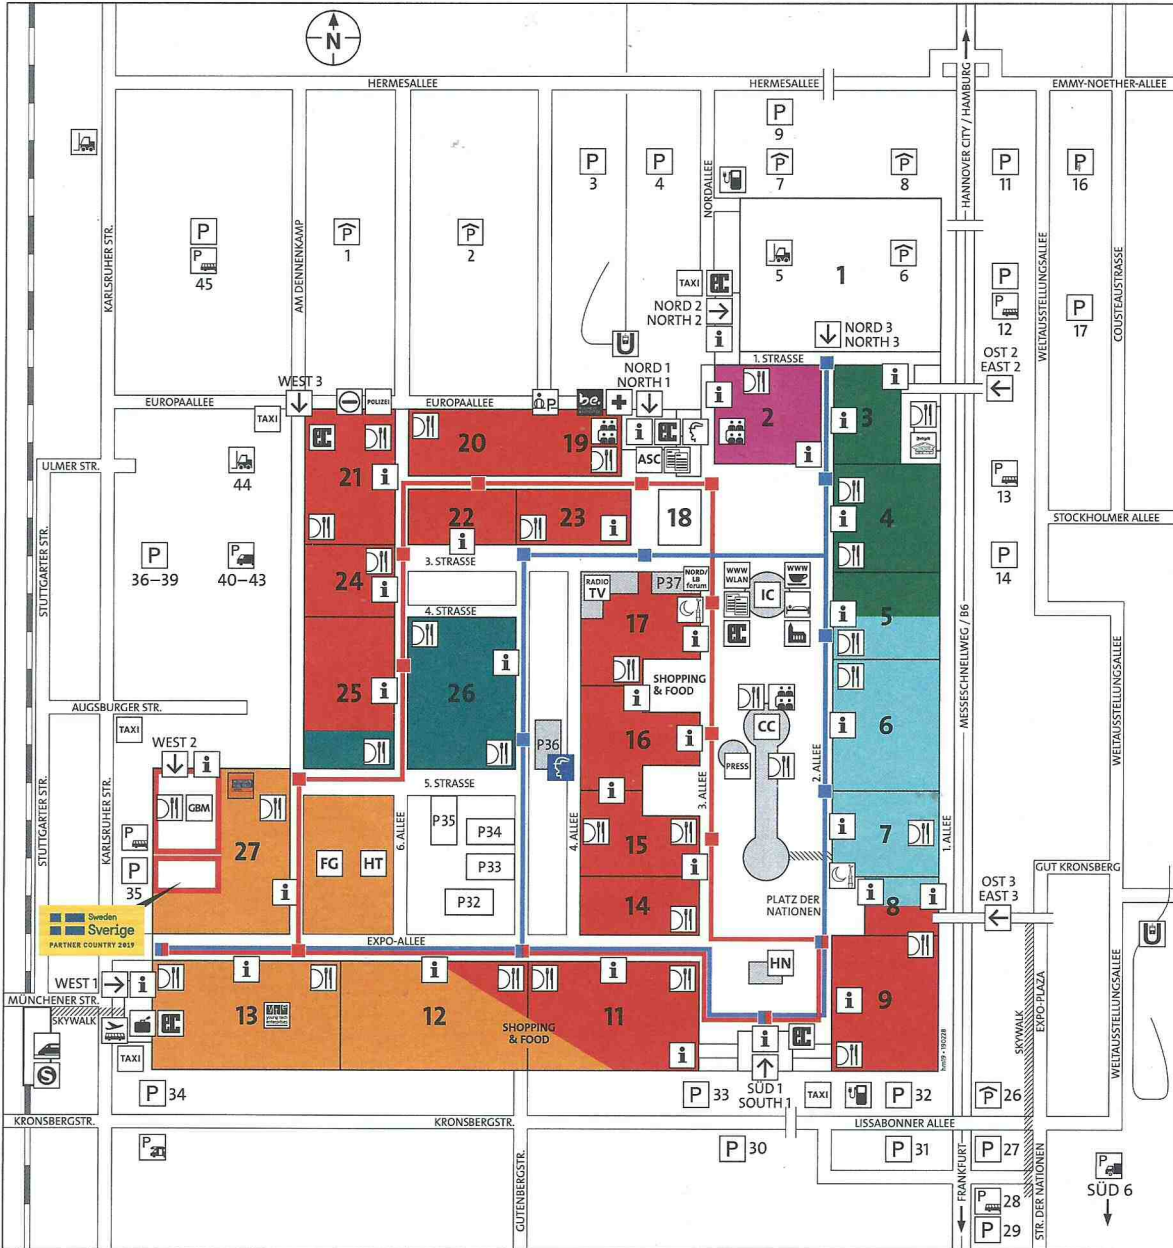 N
HERMESALLEE
HERMESALLEE
EMMY-NOETHER-ALLEE
HANNOVER CITY / HAMBURG
P
9
P
3
P
4
P
7
P
8
P
11
P
16
NORDALLEE
KARLSRUHER STR.
AM DENNENKAMP
P
P
45
P
1
P
2
5
1
P
6
P
P
12
P
17
WELTAUSSTELLUNGSALLEE
COUSTEAUSTRASSE
TAXI
EC
NORD 2
NORTH 2
i
U
NORD 3
NORTH 3
1. STRASSE
OST 2
EAST 2
NORD 1
NORTH 1
WEST 3
POLIZEI
EUROPAALLEE
EUROPAALLEE
TAXI
P
be.
EC
20
19
i
EC
ASC
2
3
i
i
i
i
ULMER STR.
44
21
i
P
13
22
23
18
4
i
i
i
STOCKHOLMER ALLEE
P
36–39
P
40–43
3. STRASSE
24
i
P
14
STUTTGARTER STR.
RADIO
TV
P37
NORD/
LB
forum
WWW
WLAN
WWW
IC
EC
4. STRASSE
17
i
5
i
MESSESCHNELLWEG / B6
25
i
26
i
SHOPPING
& FOOD
i
6
i
AUGSBURGER STR.
TAXI
WEST 2
i
P36
16
i
CC
PRESS
2. ALLEE
WELTAUSSTELLUNGSALLEE
5. STRASSE
3. ALLEE
i
GBM
STUTTGARTER STR.
KARLSRUHER STR.
P
P
35
27
i
FG
HT
6. ALLEE
P35
P34
P33
P32
4. ALLEE
15
i
14
7
i
1. ALLEE
GUT KRONSBERG
PLATZ DER
NATIONEN
8
i
i
OST 3
EAST 3
U
Sweden
Sverige
PARTNER COUNTRY 2019
EXPO-ALLEE
HN
WEST 1
i
MÜNCHENER STR.
SKYWALK
EC
TAXI
S
13
i
12
i
SHOPPING
& FOOD
11
i
i
9
i
hm19 • 190228
SKYWALK
EXPO-PLAZA
WELTAUSSTELLUNGSALLEE
i
EC
SÜD 1
SOUTH 1
P
34
P
33
TAXI
P
32
P
26
KRONSBERGSTR.
KRONSBERGSTR.
LISSABONNER ALLEE
P
P
30
P
31
P
27
P
28
P
29
GUTENBERGSTR.
FRANKFURT
STR. DER NATIONEN
P
SÜD 6